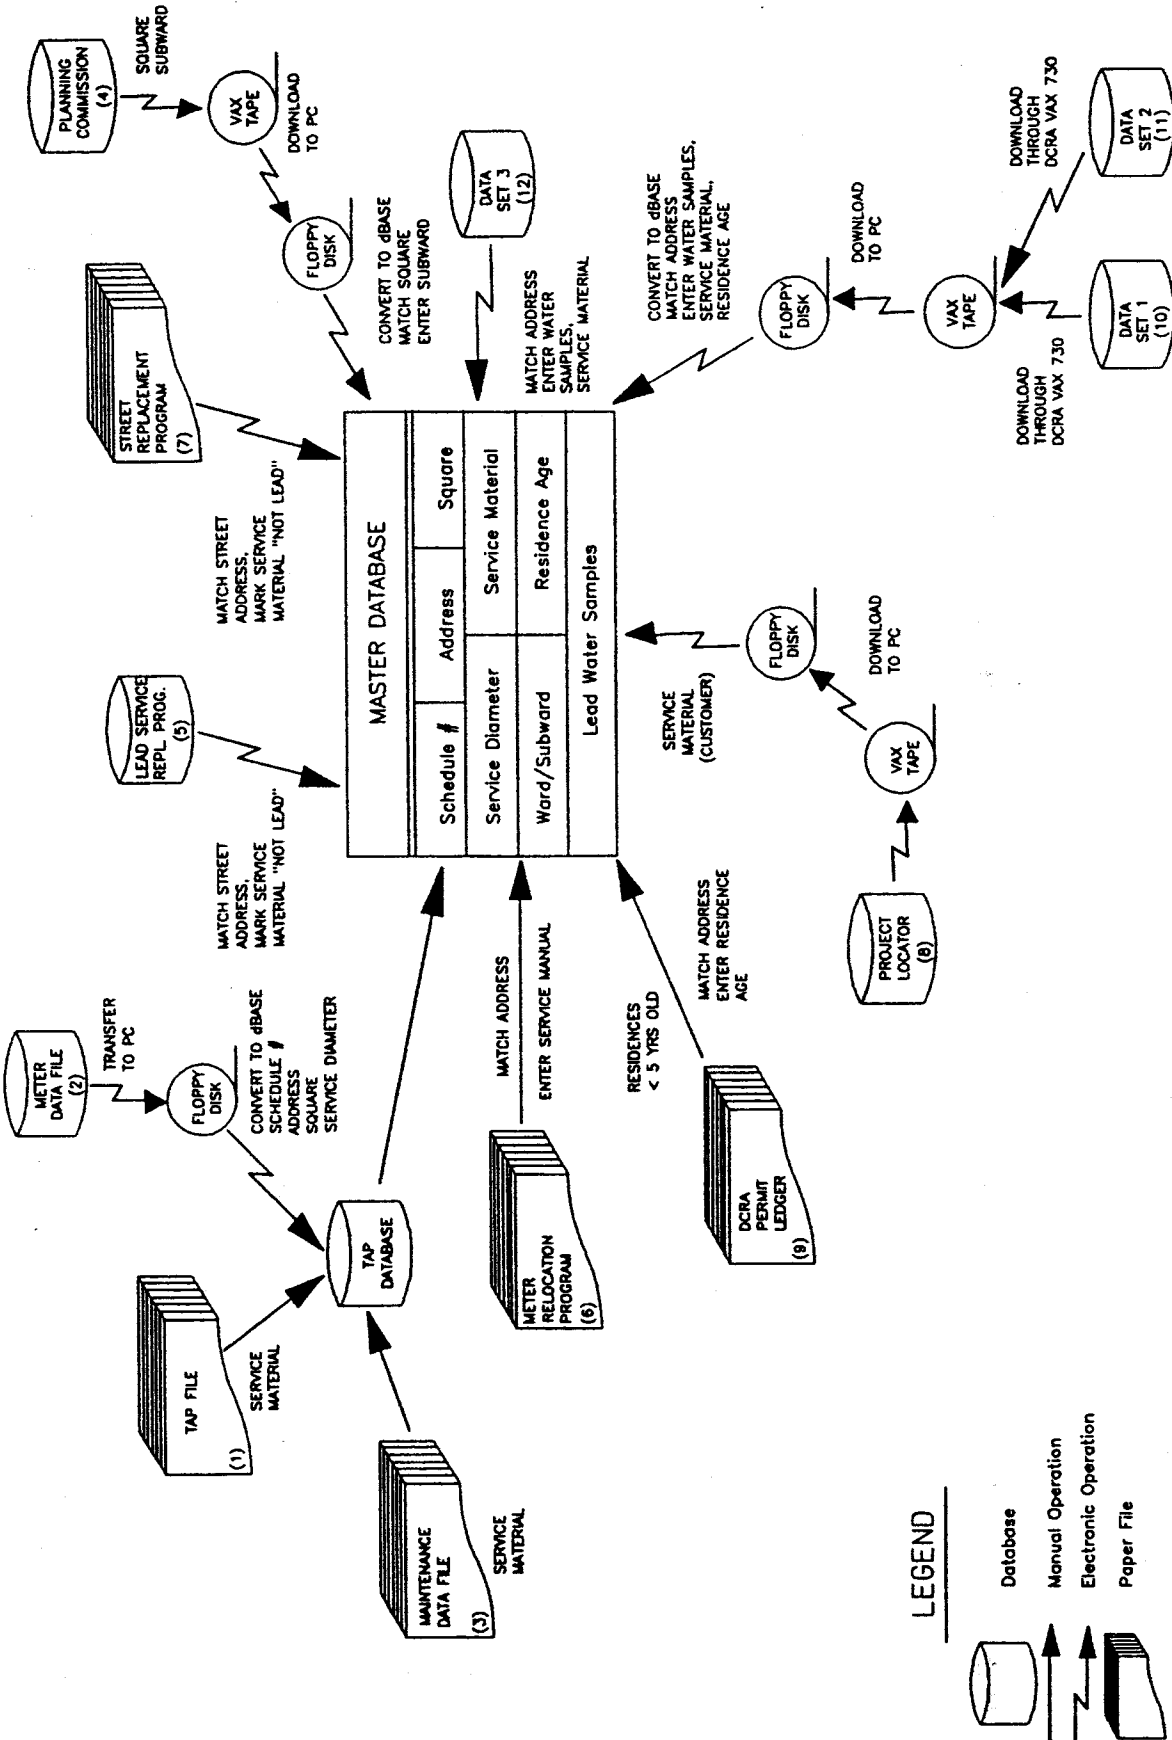 METER
DATA FILE
(2)
TRANSFER
TO PC
FLOPPY
DISK
CONVERT TO dBASE
SCHEDULE #
ADDRESS
SQUARE
SERVICE DIAMETER
TAP FILE
(1)
SERVICE
MATERIAL
TAP
DATABASE
MAINTENANCE
DATA FILE
(3)
SERVICE
MATERIAL
LEAD SERVICE
REPL. PROG.
(5)
MATCH STREET
ADDRESS,
MARK SERVICE
MATERIAL "NOT LEAD"
STREET
REPLACEMENT
PROGRAM
(7)
MATCH STREET
ADDRESS,
MARK SERVICE
MATERIAL "NOT LEAD"
PLANNING
COMMISSION
(4)
SQUARE
SUBWARD
VAX
TAPE
DOWNLOAD
TO PC
FLOPPY
DISK
CONVERT TO dBASE
MATCH SQUARE
ENTER SUBWARD
DATA
SET 3
(12)
MATCH ADDRESS
ENTER WATER
SAMPLES,
SERVICE MATERIAL
MASTER DATABASE
Schedule #
Address
Square
Service Diameter
Service Material
Ward/Subward
Residence Age
Lead Water Samples
METER
RELOCATION
PROGRAM
(6)
MATCH ADDRESS
ENTER SERVICE MANUAL
DCRA
PERMIT
LEDGER
(9)
RESIDENCES
< 5 YRS OLD
MATCH ADDRESS
ENTER RESIDENCE
AGE
PROJECT
LOCATOR
(8)
VAX
TAPE
DOWNLOAD
TO PC
FLOPPY
DISK
SERVICE
MATERIAL
(CUSTOMER)
CONVERT TO dBASE
MATCH ADDRESS
ENTER WATER SAMPLES,
SERVICE MATERIAL,
RESIDENCE AGE
FLOPPY
DISK
DOWNLOAD
TO PC
VAX
TAPE
DOWNLOAD
THROUGH
DCRA VAX 730
DATA
SET 1
(10)
DOWNLOAD
THROUGH
DCRA VAX 730
DATA
SET 2
(11)
LEGEND
Database
Manual Operation
Electronic Operation
Paper File